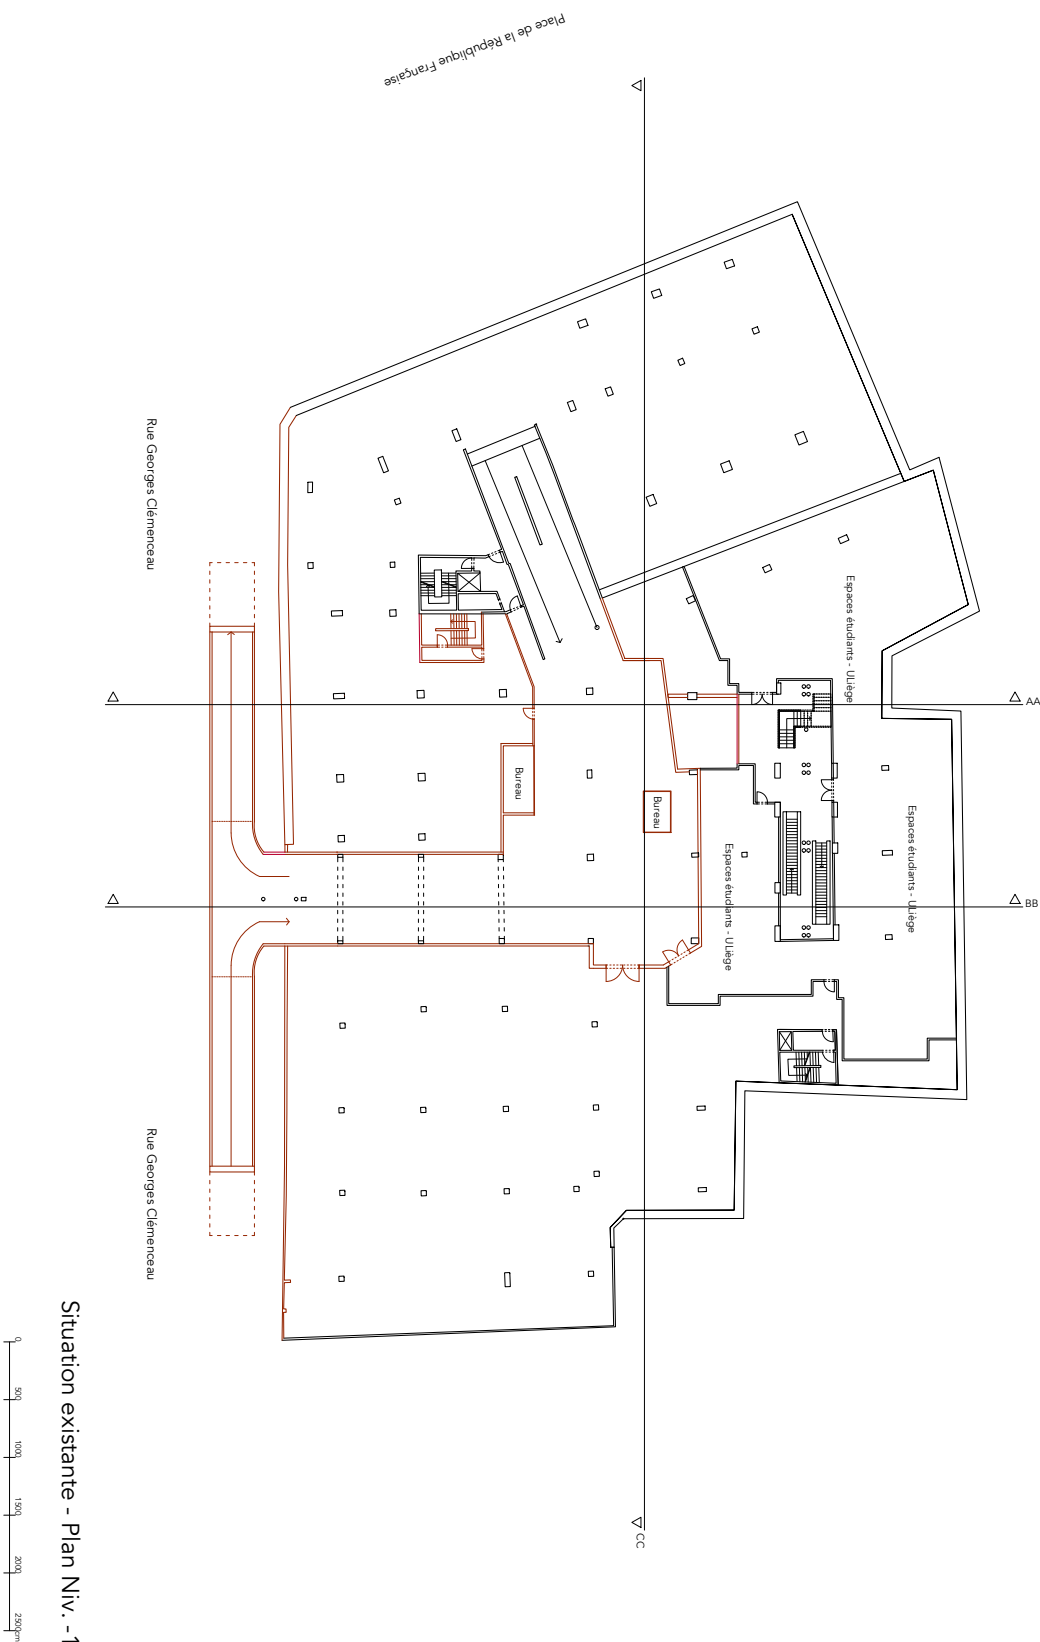 Place de la République Française
Rue Georges Clémenceau
Espaces étudiants - ULiège
AA
Bureau
Bureau
Espaces étudiants - ULiège
Espaces étudiants - ULiège
BB
Rue Georges Clémenceau
CC
Situation existante - Plan Niv. -1
0 500 1000 1500 2000 2500cm